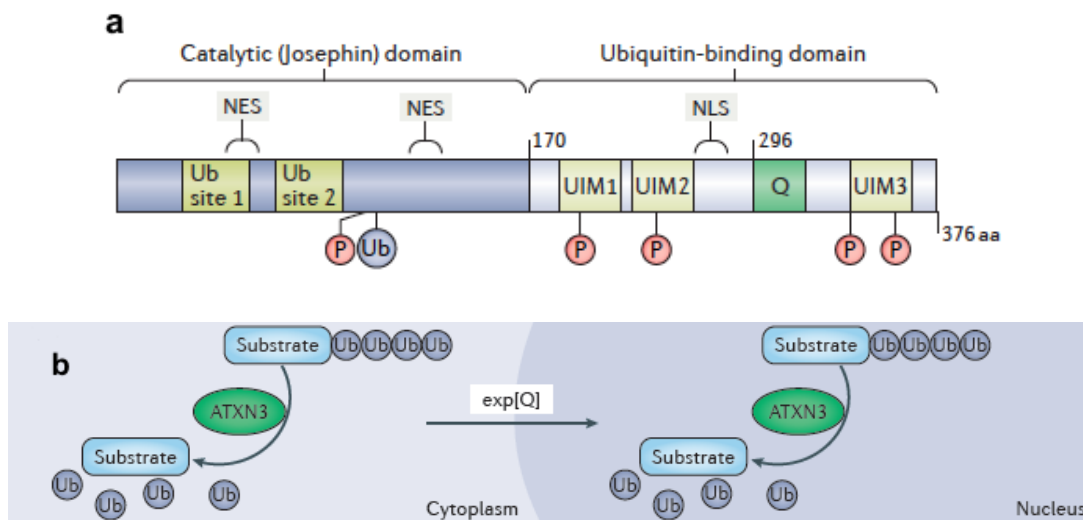 a
Catalytic (Josephin) domain
Ubiquitin-binding domain
NES
NES
NLS
170
296
Ub
site 1
Ub
site 2
UIM1
UIM2
Q
UIM3
P
Ub
P
P
P
P
376 aa
b
Substrate
Ub Ub Ub Ub
ATXN3
Substrate
Ub
Ub
Ub
Ub
exp[Q]
Cytoplasm
Substrate
Ub Ub Ub Ub
ATXN3
Substrate
Ub
Ub
Ub
Ub
Nucleus